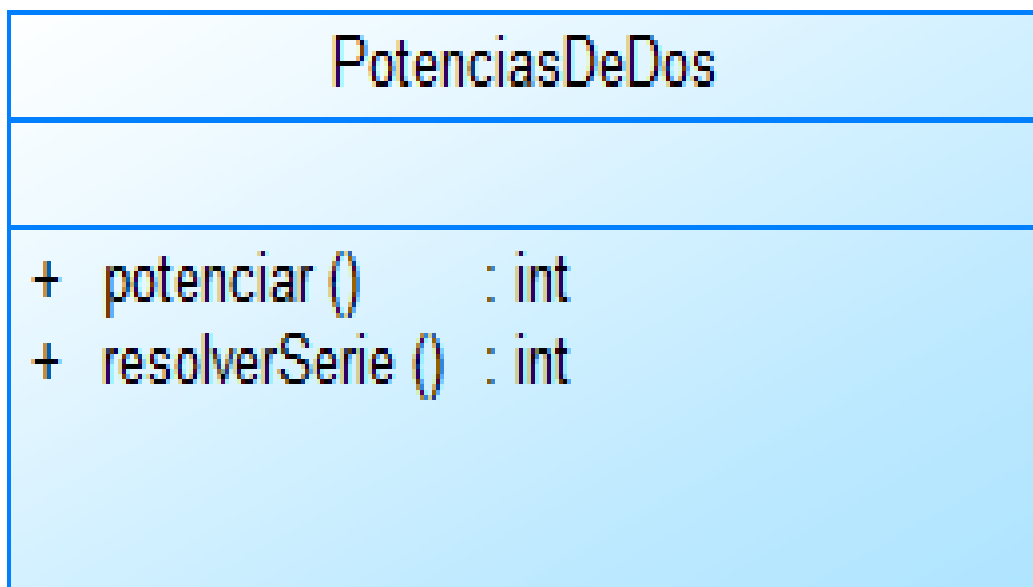 PotenciasDeDos
+ potenciar () : int
+ resolverSerie () : int